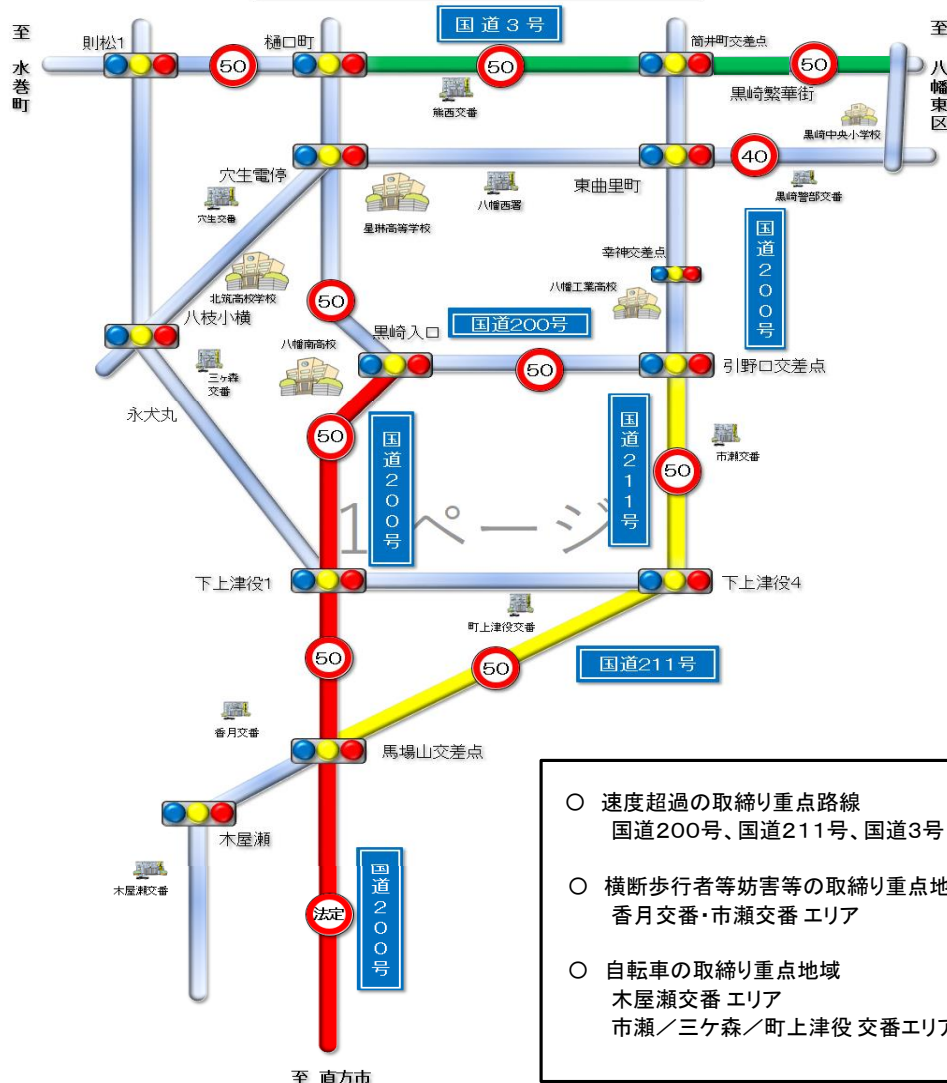 国道3号
至 水巻町
則松1
樋口町
筒井町交差点
至 八幡東区
50
50
50
熊西交番
黒崎繁華街
黒崎中央小学校
穴生電停
東曲里町
40
穴生交番
星琳高等学校
八幡西署
黒崎警部交番
国道200号
幸神交差点
北筑高校学校
八幡工業高校
50
国道200号
八枝小横
黒崎入口
引野口交差点
八幡南高校
50
三ヶ森
交番
永犬丸
50
国道200号
国道211号
市瀬交番
50
1 ページ
下上津役1
下上津役4
町上津役交番
50
50
国道211号
香月交番
馬場山交差点
木屋瀬
木屋瀬交番
国道200号
法定
至 直方市
○ 速度超過の取締り重点路線
国道200号、国道211号、国道3号
○ 横断歩行者等妨害等の取締り重点地
香月交番・市瀬交番 エリア
○ 自転車の取締り重点地域
木屋瀬交番 エリア
市瀬／三ケ森／町上津役 交番エリア